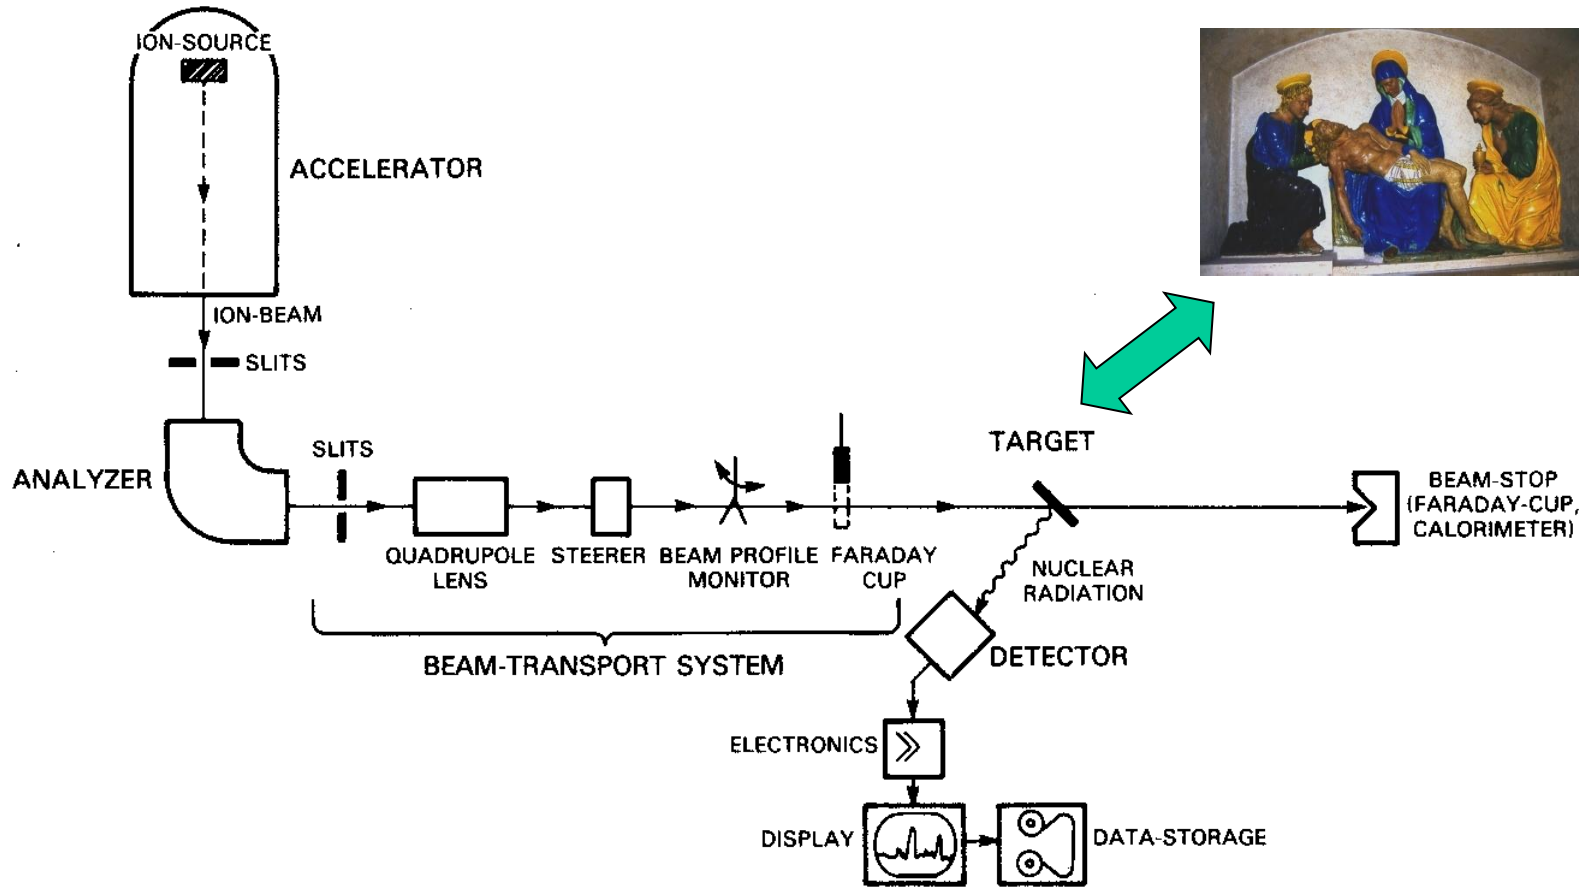 ION-SOURCE
ACCELERATOR
ION-BEAM
SLITS
ANALYZER
SLITS
QUADRUPOLE
LENS
STEERER
BEAM PROFILE
MONITOR
FARADAY
CUP
BEAM-TRANSPORT SYSTEM
TARGET
BEAM-STOP
(FARADAY-CUP,
CALORIMETER)
NUCLEAR
RADIATION
DETECTOR
ELECTRONICS
DISPLAY
DATA-STORAGE